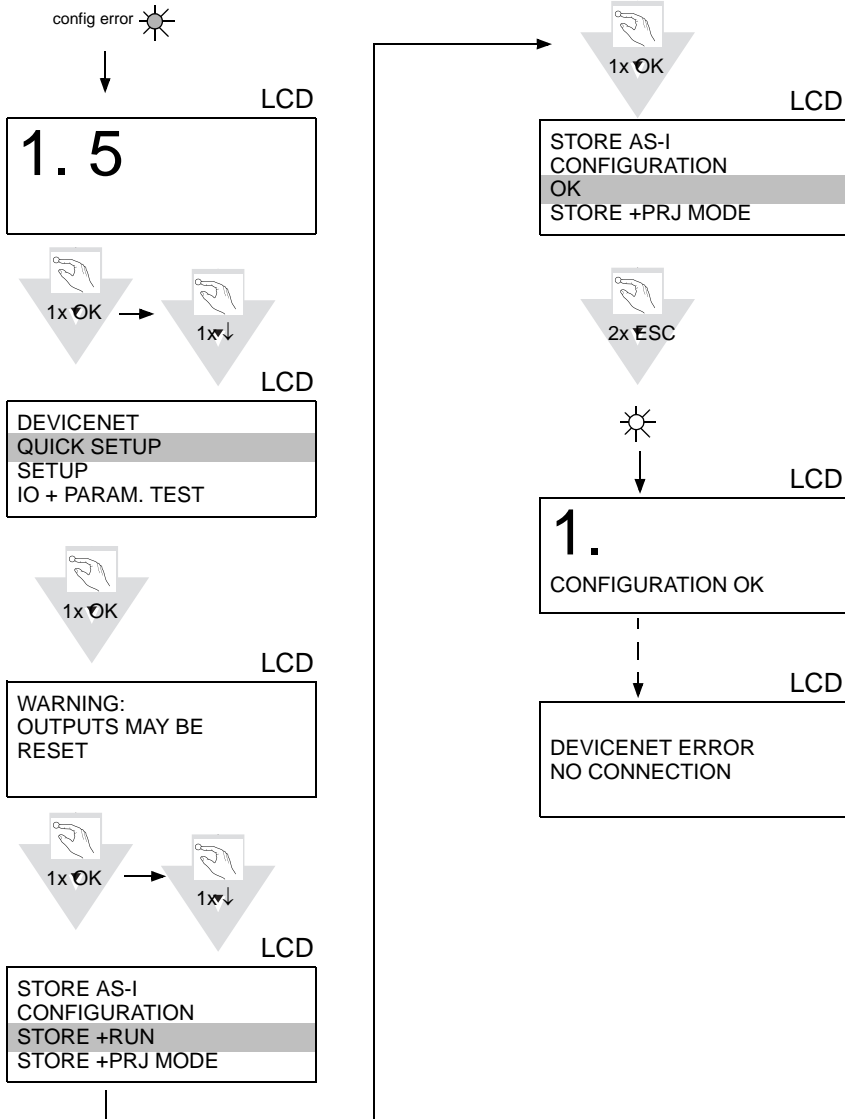 config error
LCD
1. 5
1x OK
1x↓
LCD
DEVICENET
QUICK SETUP
SETUP
IO + PARAM. TEST
1x OK
LCD
WARNING:
OUTPUTS MAY BE
RESET
1x OK
1x↓
LCD
STORE AS-I
CONFIGURATION
STORE +RUN
STORE +PRJ MODE
1x OK
LCD
STORE AS-I
CONFIGURATION
OK
STORE +PRJ MODE
2x ESC
LCD
1.
CONFIGURATION OK
LCD
DEVICENET ERROR
NO CONNECTION